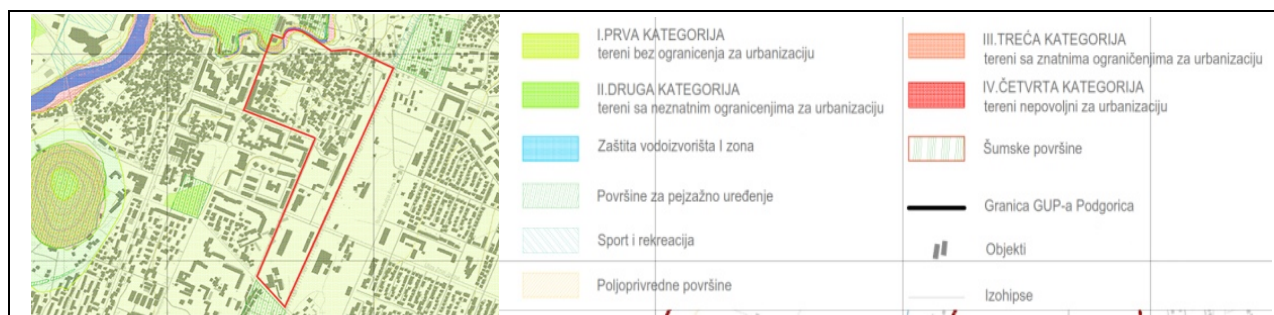 I.PRVA KATEGORIJA
tereni bez ogranicenja za urbanizaciju
II.DRUGA KATEGORIJA
tereni sa neznatnim ogranicenjima za urbanizaciju
Zaštita vodoizvorišta I zona
Površine za pejzažno uređenje
Sport i rekreacija
Poljoprivredne površine
III.TREĆA KATEGORIJA
tereni sa znatnima ograničenjima za urbanizaciju
IV.ČETVRTA KATEGORIJA
tereni nepovoljni za urbanizaciju
Šumske površine
Granica GUP-a Podgorica
Objekti
Izohipse